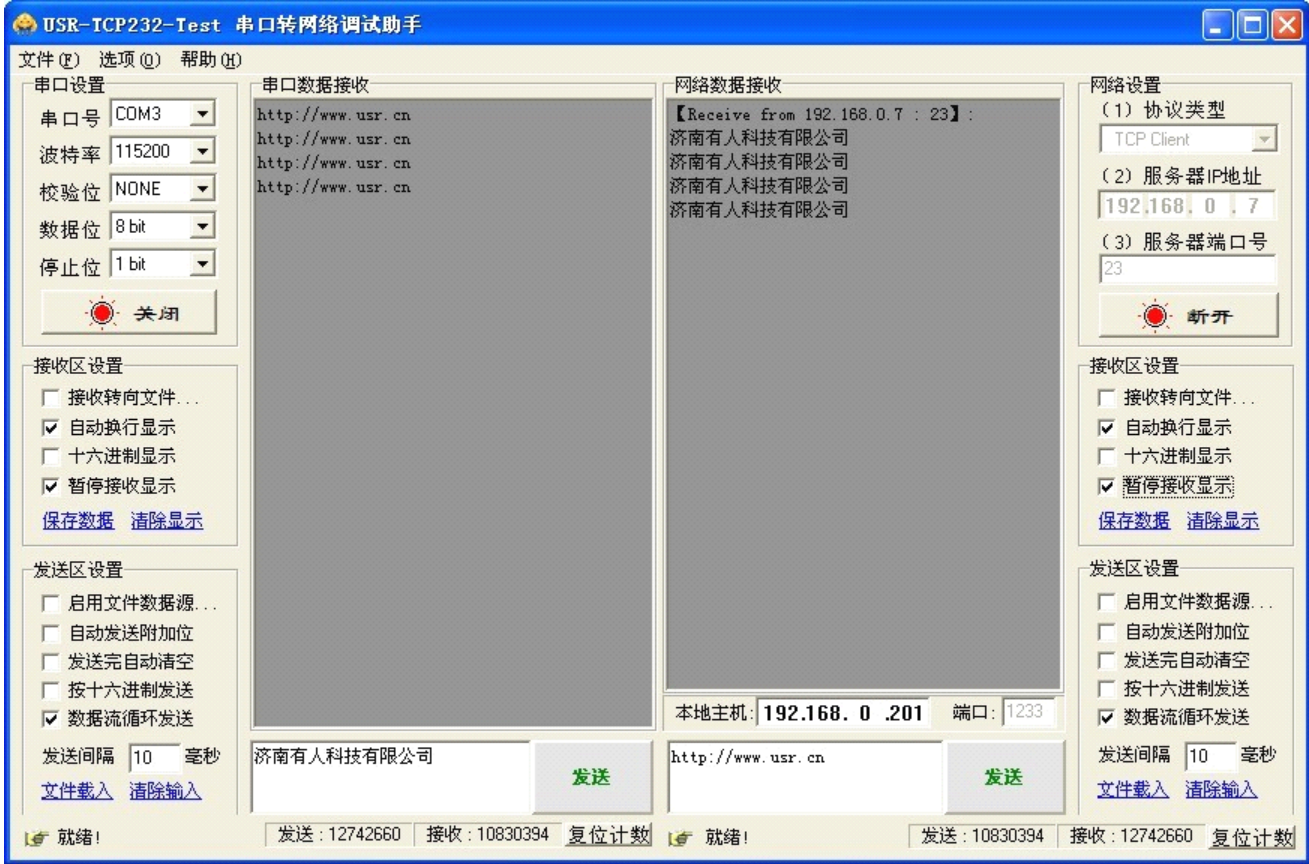 USR-TCP232-Test 串口转网络调试助手
文件(F) 选项(O) 帮助(H)
串口设置
串口号 COM3
波特率 115200
校验位 NONE
数据位 8 bit
停止位 1 bit
关闭
接收区设置
接收转向文件...
自动换行显示
十六进制显示
暂停接收显示
保存数据 清除显示
发送区设置
启用文件数据源...
自动发送附加位
发送完自动清空
按十六进制发送
数据流循环发送
发送间隔 10 毫秒
文件载入 清除输入
就绪!
串口数据接收
http://www.usr.cn
http://www.usr.cn
http://www.usr.cn
http://www.usr.cn
济南有人科技有限公司
发送
发送:12742660 接收:10830394 复位计数
网络数据接收
【Receive from 192.168.0.7 : 23】:
济南有人科技有限公司
济南有人科技有限公司
济南有人科技有限公司
济南有人科技有限公司
本地主机: 192.168. 0 .201 端口: 1233
http://www.usr.cn
发送
就绪!
发送:10830394 接收:12742660 复位计数
网络设置
(1) 协议类型
TCP Client
(2) 服务器IP地址
192.168. 0 . 7
(3) 服务器端口号
23
断开
接收区设置
接收转向文件...
自动换行显示
十六进制显示
暂停接收显示
保存数据 清除显示
发送区设置
启用文件数据源...
自动发送附加位
发送完自动清空
按十六进制发送
数据流循环发送
发送间隔 10 毫秒
文件载入 清除输入